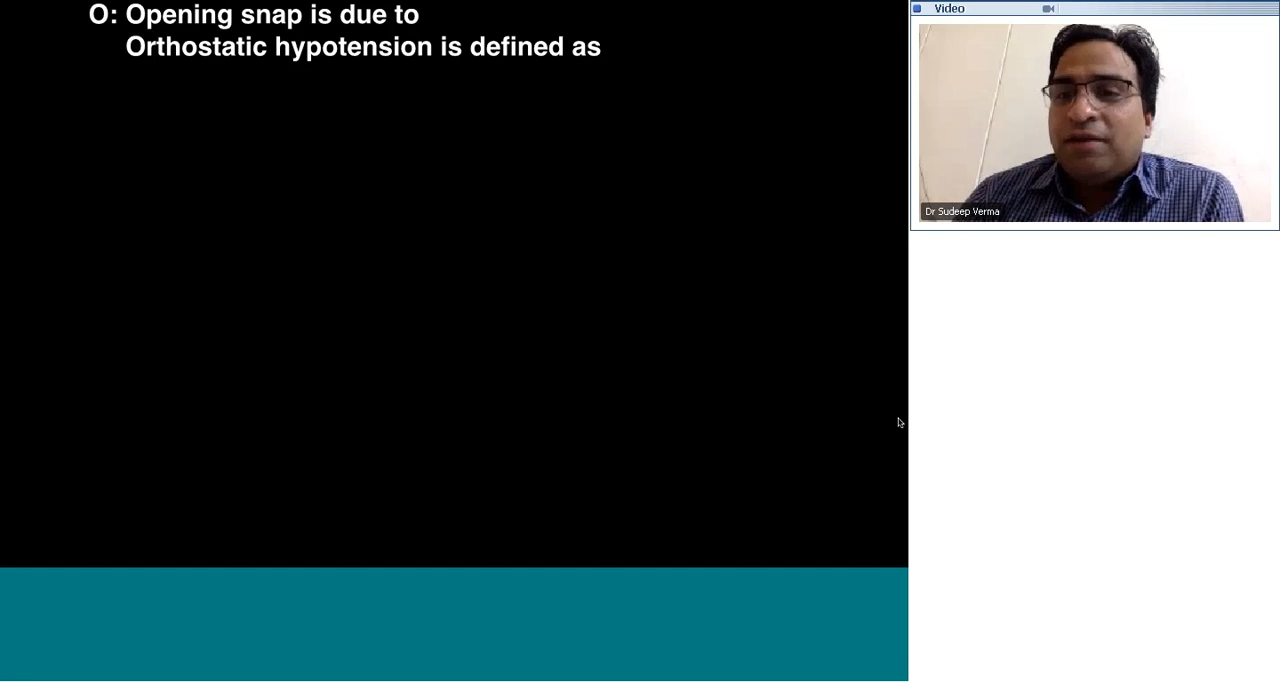 O: Opening snap is due to
Orthostatic hypotension is defined as
Video
Dr Sudeep Verma